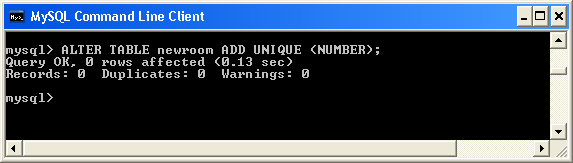 MySQL Command Line Client
mysql> ALTER TABLE newroom ADD UNIQUE (NUMBER);
Query OK, 0 rows affected (0.13 sec)
Records: 0  Duplicates: 0  Warnings: 0
mysql>